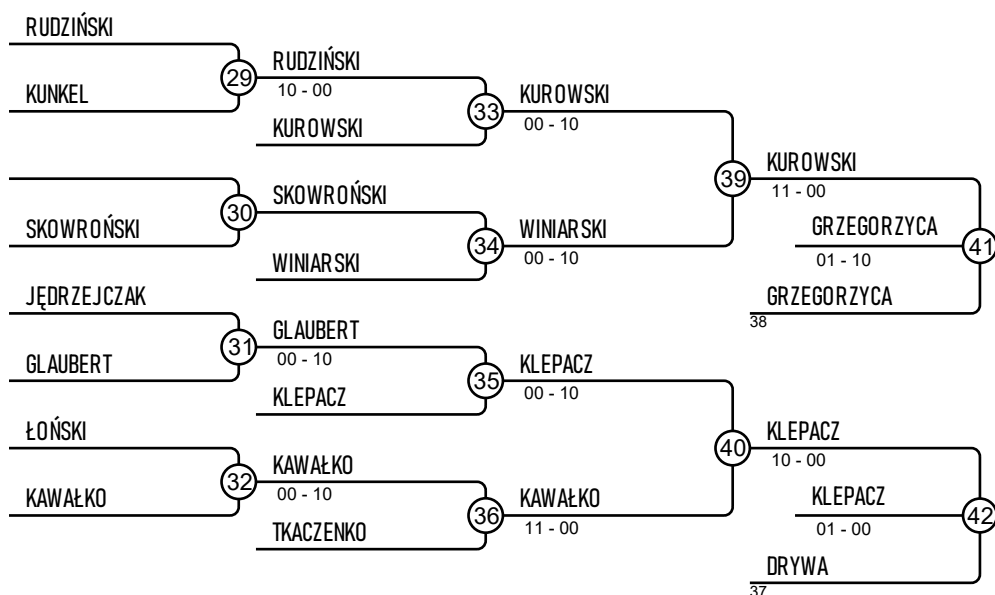 RUDZIŃSKI
29
RUDZIŃSKI
10 - 00
KUNKEL
33
KUROWSKI
00 - 10
KUROWSKI
39
KUROWSKI
11 - 00
30
SKOWROŃSKI
SKOWROŃSKI
34
WINIARSKI
00 - 10
WINIARSKI
GRZEGORZYCA
01 - 10
41
GRZEGORZYCA
38
JĘDRZEJCZAK
31
GLAUBERT
00 - 10
GLAUBERT
35
KLEPACZ
00 - 10
KLEPACZ
40
KLEPACZ
10 - 00
ŁOŃSKI
32
KAWAŁKO
00 - 10
KAWAŁKO
36
KAWAŁKO
11 - 00
TKACZENKO
KLEPACZ
01 - 00
42
DRYWA
37